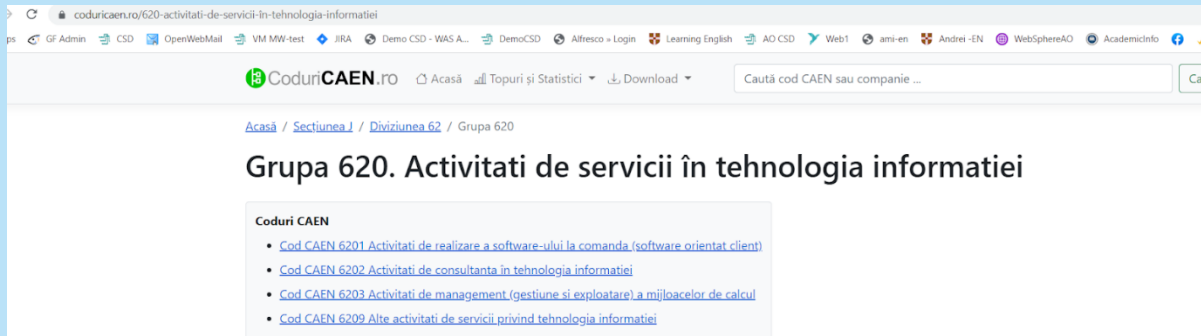 coduricaen.ro/620-activitati-de-servicii-în-tehnologia-informatiei
GF Admin CSD OpenWebMail VM MW-test JIRA Demo CSD - WAS A... DemoCSD Alfresco » Login Learning English AO CSD Web1 ami-en Andrei -EN WebSphereAO AcademicInfo
CoduriCAEN.ro Acasă Topuri și Statistici Download Caută cod CAEN sau companie ...
Acasă / Secțiunea J / Diviziunea 62 / Grupa 620
Grupa 620. Activitati de servicii în tehnologia informatiei
Coduri CAEN
• Cod CAEN 6201 Activitati de realizare a software-ului la comanda (software orientat client)
• Cod CAEN 6202 Activitati de consultanta în tehnologia informatiei
• Cod CAEN 6203 Activitati de management (gestiune si exploatare) a mijloacelor de calcul
• Cod CAEN 6209 Alte activitati de servicii privind tehnologia informatiei